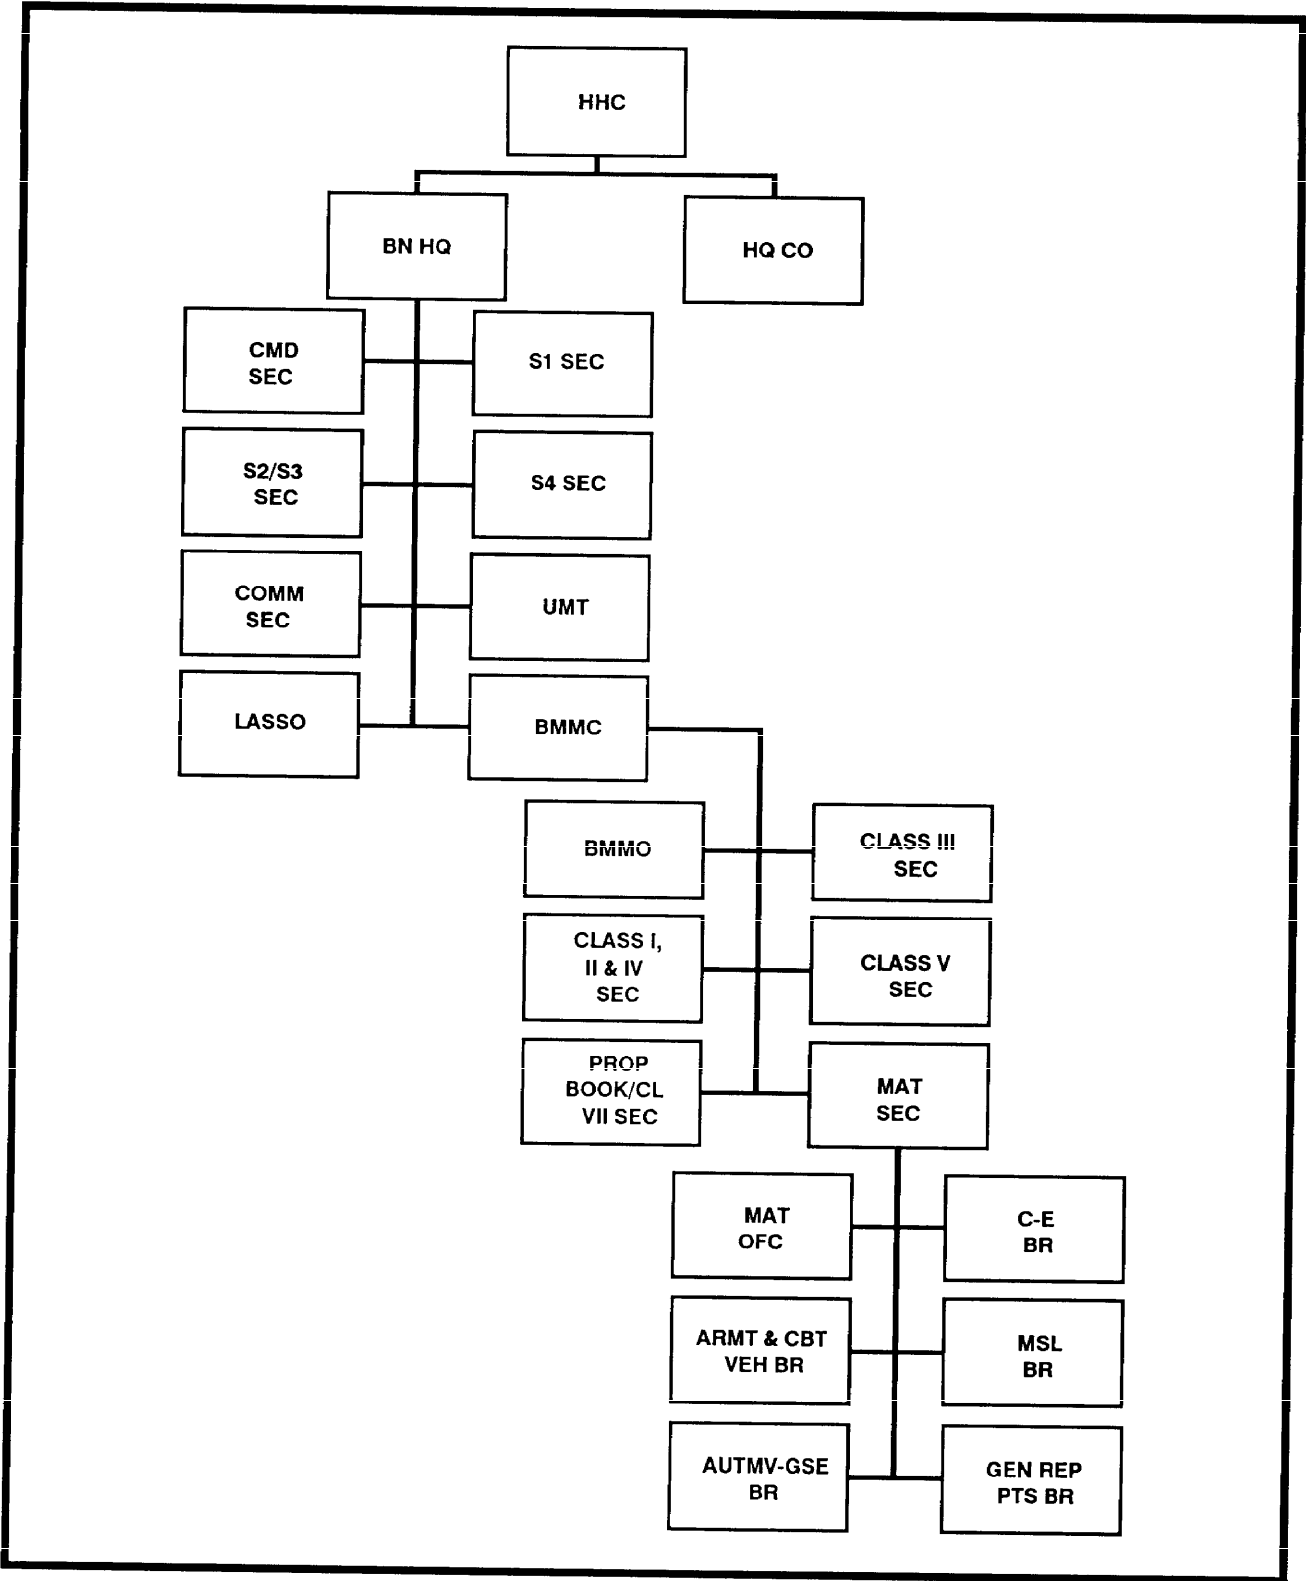 HHC
BN HQ
HQ CO
CMD
SEC
S1 SEC
S2/S3
SEC
S4 SEC
COMM
SEC
UMT
LASSO
BMMC
BMMO
CLASS III
SEC
CLASS I,
II & IV
SEC
CLASS V
SEC
PROP
BOOK/CL
VII SEC
MAT
SEC
MAT
OFC
C-E
BR
ARMT & CBT
VEH BR
MSL
BR
AUTMV-GSE
BR
GEN REP
PTS BR